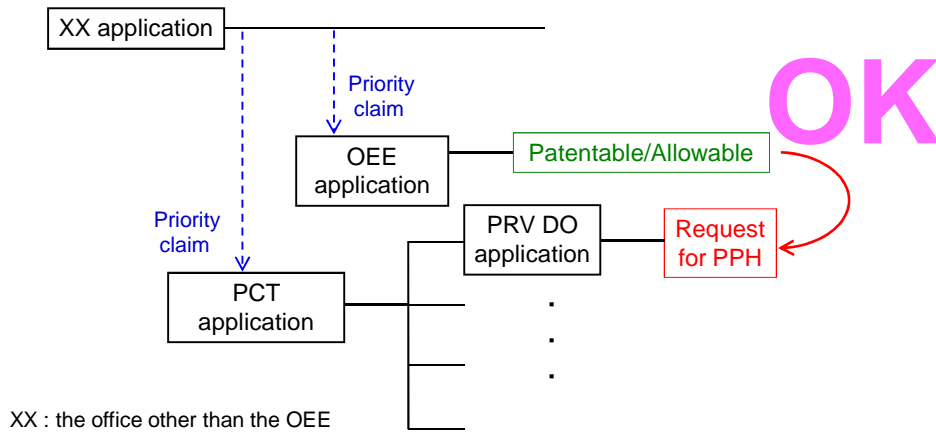 XX application
OK
Priority
claim
OEE
application
Patentable/Allowable
Priority
claim
PRV DO
application
Request
for PPH
PCT
application
XX : the office other than the OEE